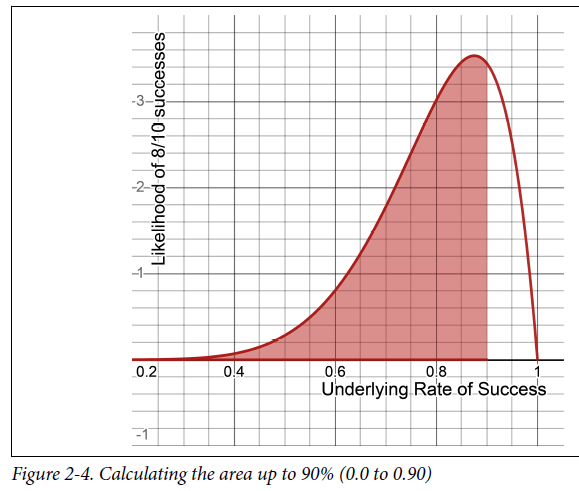 Likelihood of 8/10 successes
3
2
1
0.2 0.4 0.6 0.8 1
Underlying Rate of Success
-1
Figure 2-4. Calculating the area up to 90% (0.0 to 0.90)